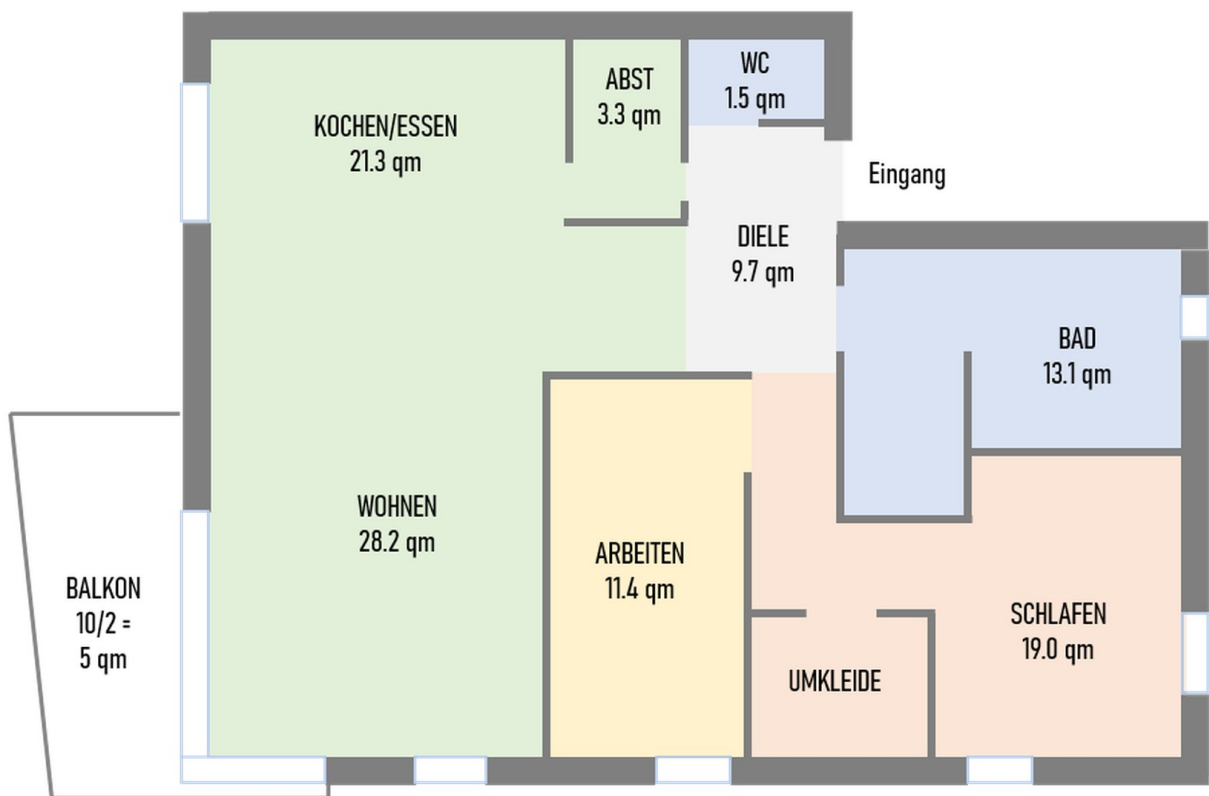 KOCHEN/ESSEN
21.3 qm
ABST
3.3 qm
WC
1.5 qm
Eingang
DIELE
9.7 qm
BAD
13.1 qm
WOHNEN
28.2 qm
ARBEITEN
11.4 qm
BALKON
10/2 =
5 qm
SCHLAFEN
19.0 qm
UMKLEIDE